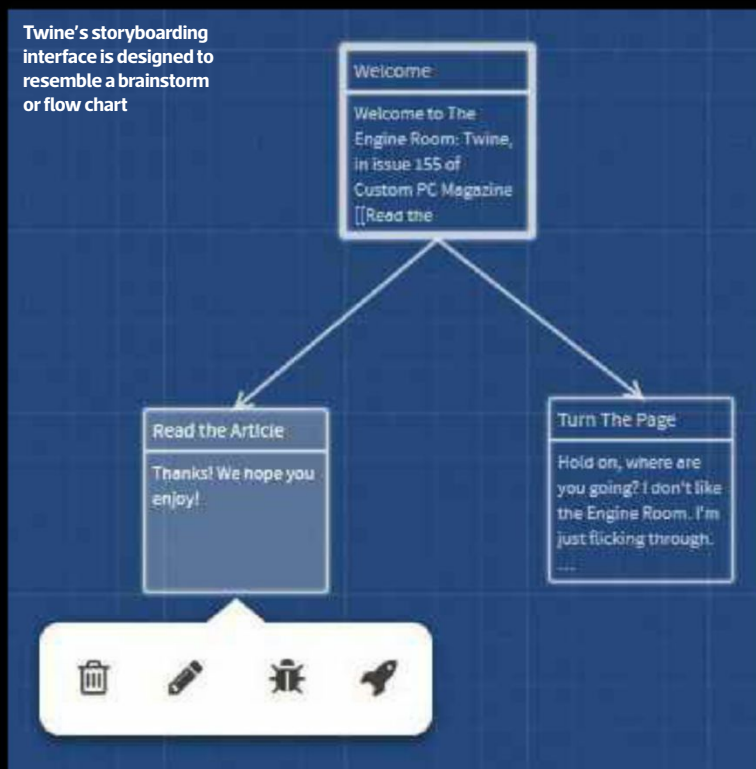 Twine's storyboarding
interface is designed to
resemble a brainstorm
or flow chart
Welcome
Welcome to The
Engine Room: Twine,
in issue 155 of
Custom PC Magazine
[[Read the
Read the Article
Thanks! We hope you
enjoy!
Turn The Page
Hold on, where are
you going? I don't like
the Engine Room. I'm
just flicking through.
....